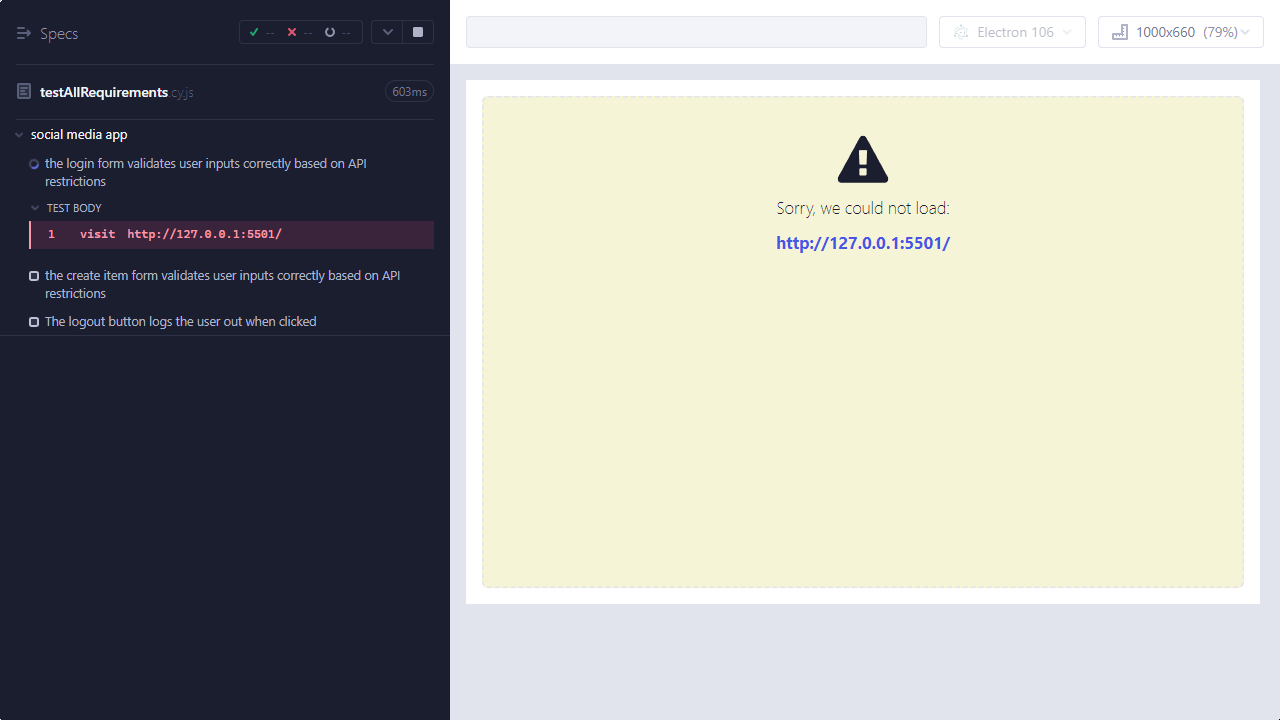 Specs
--
--
--
testAllRequirements.cy.js
603ms
social media app
the login form validates user inputs correctly based on API
restrictions
TEST BODY
1 visit http://127.0.0.1:5501/
the create item form validates user inputs correctly based on API
restrictions
The logout button logs the user out when clicked
Electron 106
1000x660 (79%)
Sorry, we could not load:
http://127.0.0.1:5501/